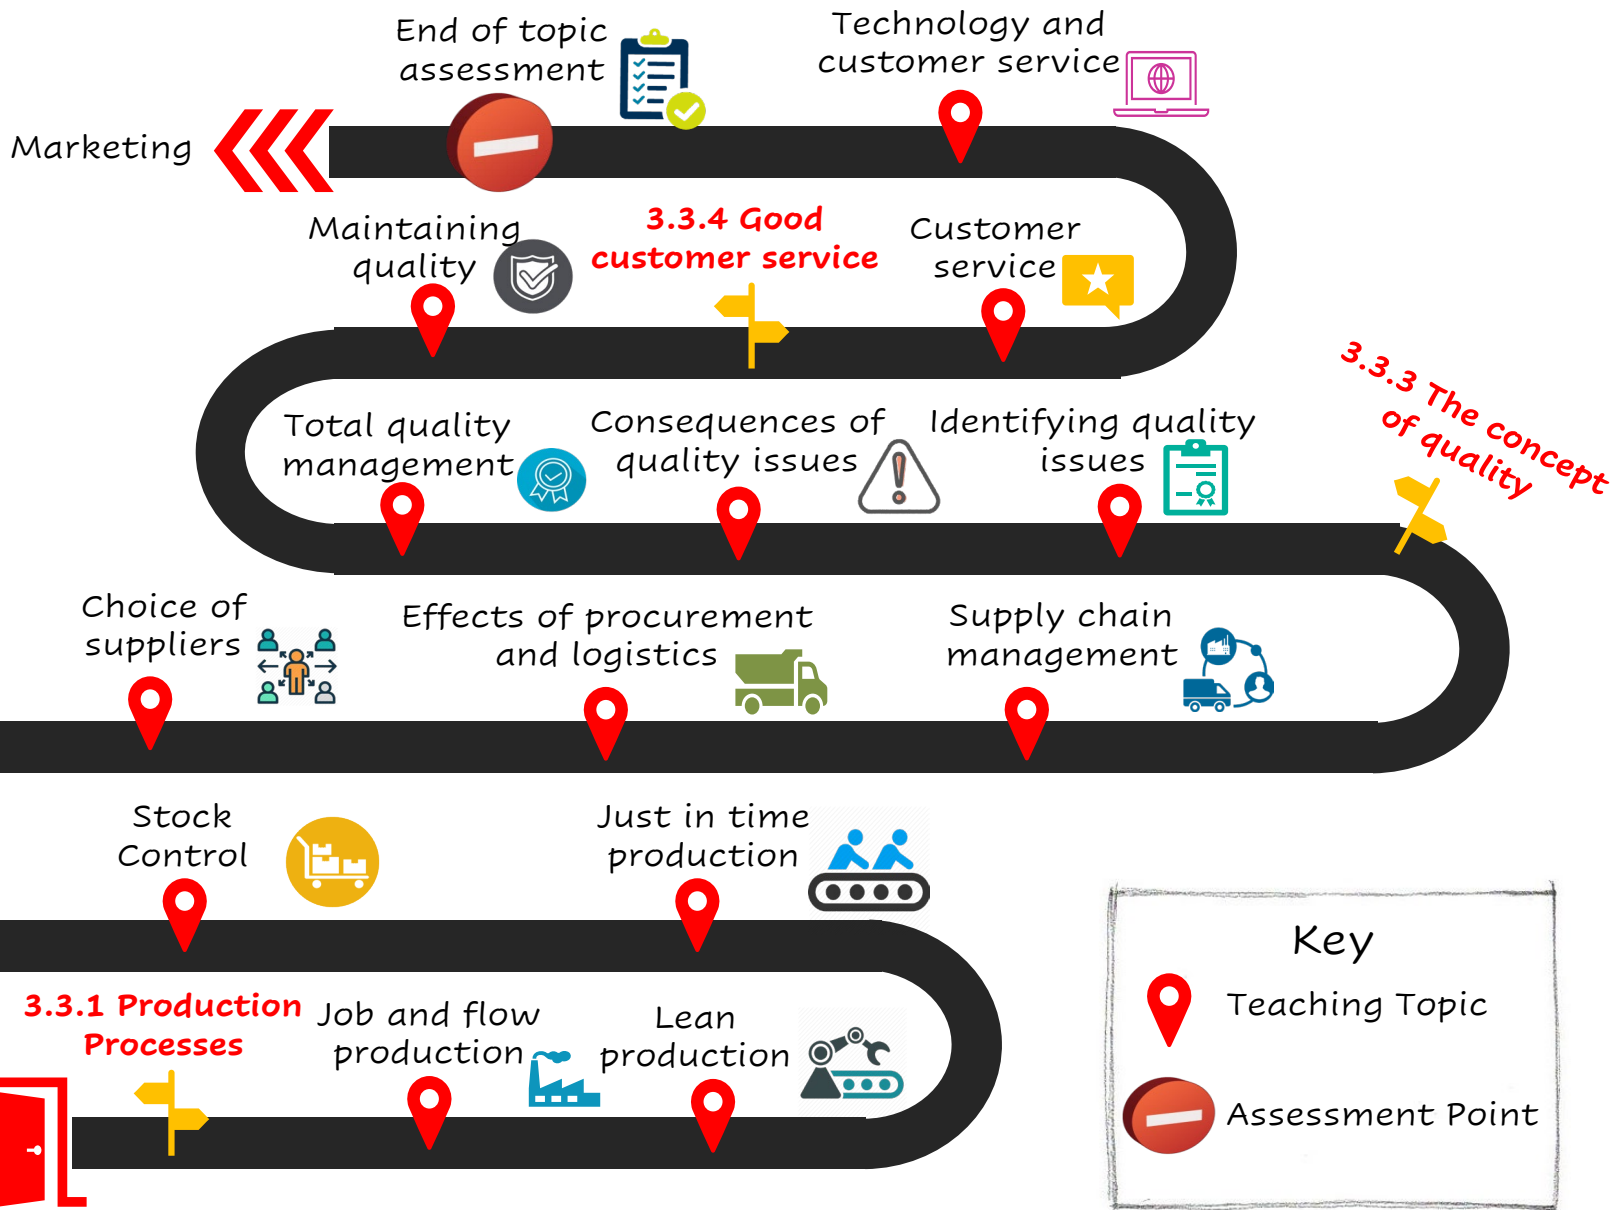 End of topic
assessment
Technology and
customer service
Marketing
Maintaining
quality
3.3.4 Good
customer service
Customer
service
3.3.3 The concept
of quality
Total quality
management
Consequences of
quality issues
Identifying quality
issues
Choice of
suppliers
Effects of procurement
and logistics
Supply chain
management
Stock
Control
Just in time
production
3.3.1 Production
Processes
Job and flow
production
Lean
production
Key
Teaching Topic
Assessment Point